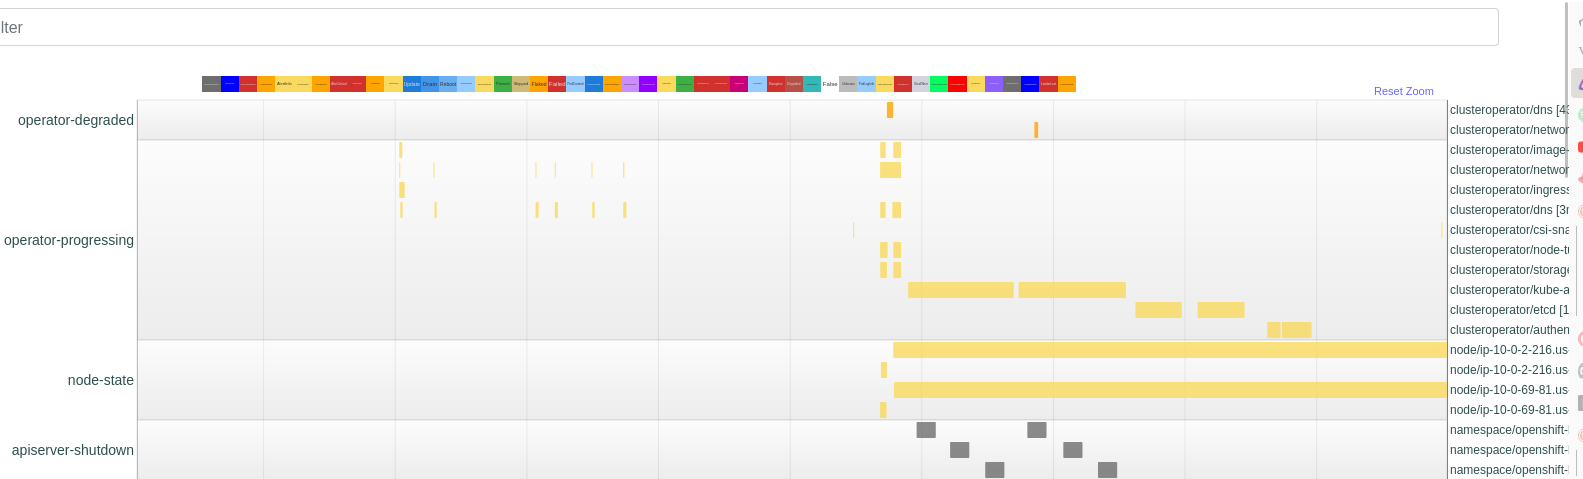 lter
Update Drain Reboot Flakes Failed False
Reset Zoom
operator-degraded
clusteroperator/dns [4
clusteroperator/networ
operator-progressing
clusteroperator/image-
clusteroperator/networ
clusteroperator/ingress
clusteroperator/dns [3
clusteroperator/csi-sna
clusteroperator/node-tu
clusteroperator/storage
clusteroperator/kube-a
clusteroperator/etcd [1
clusteroperator/authen
node-state
node/ip-10-0-2-216.us-
node/ip-10-0-2-216.us-
node/ip-10-0-69-81.us-
node/ip-10-0-69-81.us-
apiserver-shutdown
namespace/openshift-
namespace/openshift-
namespace/openshift-